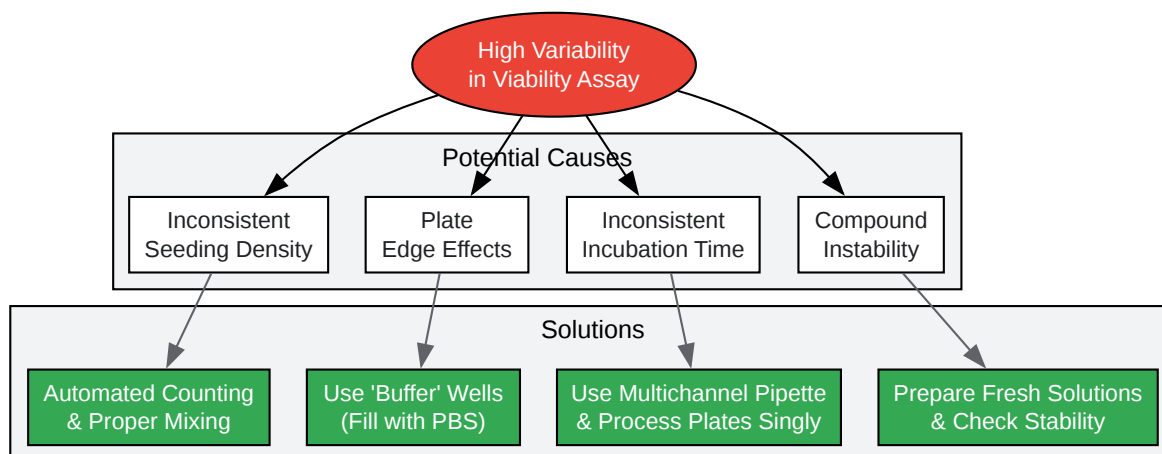 High Variability
in Viability Assay
Potential Causes
Inconsistent
Seeding Density
Plate
Edge Effects
Inconsistent
Incubation Time
Compound
Instability
Solutions
Automated Counting
& Proper Mixing
Use 'Buffer' Wells
(Fill with PBS)
Use Multichannel Pipette
& Process Plates Singly
Prepare Fresh Solutions
& Check Stability